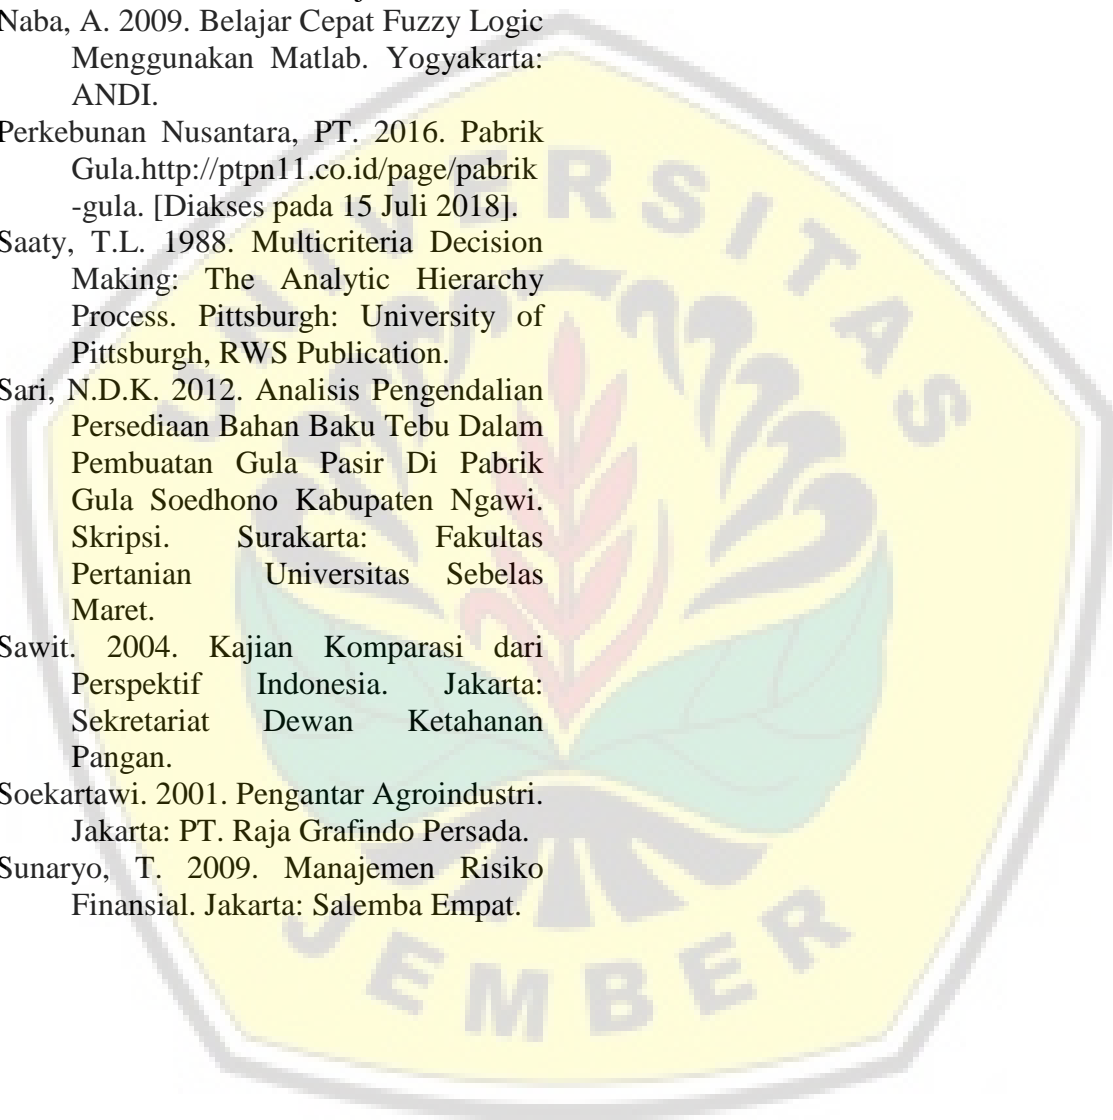 Naba, A. 2009. Belajar Cepat Fuzzy Logic
Menggunakan Matlab. Yogyakarta:
ANDI.
Perkebunan Nusantara, PT. 2016. Pabrik
Gula.http://ptpn11.co.id/page/pabrik
-gula. [Diakses pada 15 Juli 2018].
Saaty, T.L. 1988. Multicriteria Decision
Making: The Analytic Hierarchy
Process. Pittsburgh: University of
Pittsburgh, RWS Publication.
Sari, N.D.K. 2012. Analisis Pengendalian
Persediaan Bahan Baku Tebu Dalam
Pembuatan Gula Pasir Di Pabrik
Gula Soedhono Kabupaten Ngawi.
Skripsi. Surakarta: Fakultas
Pertanian Universitas Sebelas
Maret.
Sawit. 2004. Kajian Komparasi dari
Perspektif Indonesia. Jakarta:
Sekretariat Dewan Ketahanan
Pangan.
Soekartawi. 2001. Pengantar Agroindustri.
Jakarta: PT. Raja Grafindo Persada.
Sunaryo, T. 2009. Manajemen Risiko
Finansial. Jakarta: Salemba Empat.
UNIVERSITAS
JEMBER